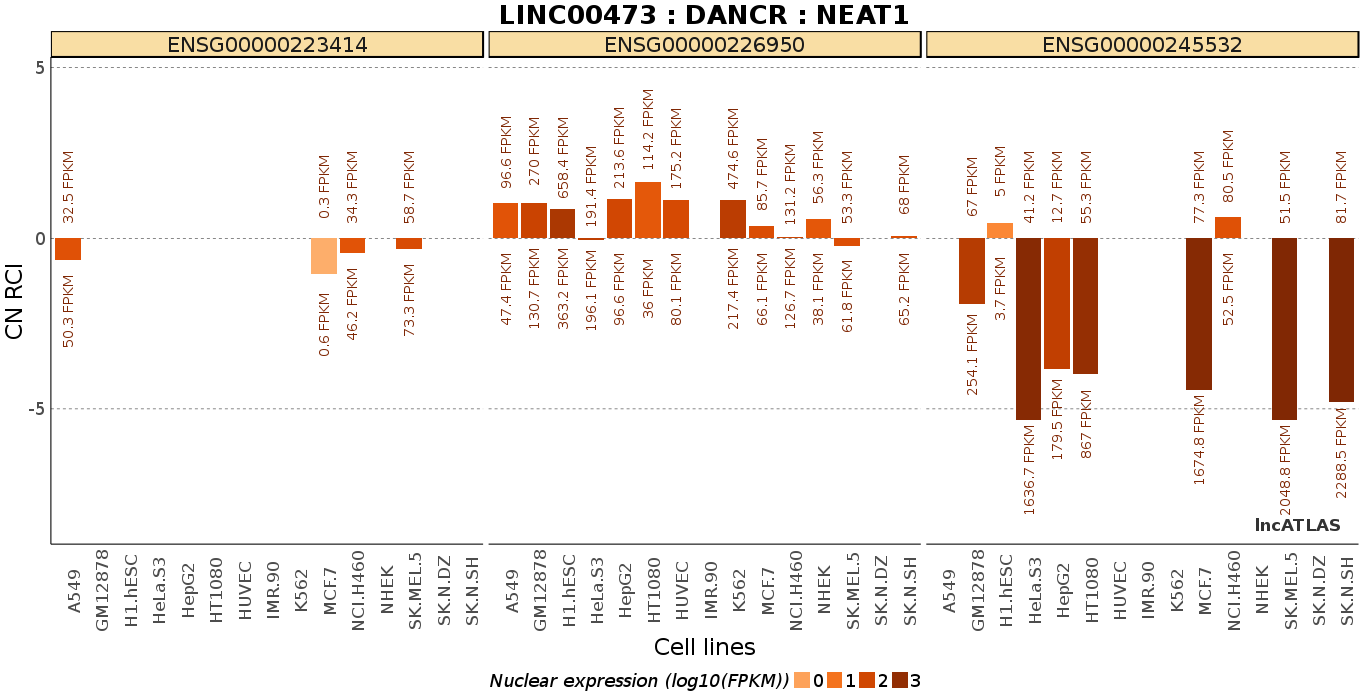 LINC00473 : DANCR : NEAT1
ENSG00000223414
ENSG00000226950
ENSG00000245532
CN RCI
5
0
-5
32.5 FPKM
0.3 FPKM
34.3 FPKM
58.7 FPKM
50.3 FPKM
0.6 FPKM
46.2 FPKM
73.3 FPKM
96.6 FPKM
270 FPKM
658.4 FPKM
191.4 FPKM
213.6 FPKM
114.2 FPKM
175.2 FPKM
474.6 FPKM
85.7 FPKM
131.2 FPKM
56.3 FPKM
53.3 FPKM
68 FPKM
47.4 FPKM
130.7 FPKM
363.2 FPKM
196.1 FPKM
96.6 FPKM
36 FPKM
80.1 FPKM
217.4 FPKM
66.1 FPKM
126.7 FPKM
38.1 FPKM
61.8 FPKM
65.2 FPKM
67 FPKM
5 FPKM
41.2 FPKM
12.7 FPKM
55.3 FPKM
77.3 FPKM
80.5 FPKM
51.5 FPKM
81.7 FPKM
254.1 FPKM
3.7 FPKM
1636.7 FPKM
179.5 FPKM
867 FPKM
1674.8 FPKM
52.5 FPKM
2048.8 FPKM
2288.5 FPKM
lncATLAS
A549
GM12878
H1.hESC
HeLa.S3
HepG2
HT1080
HUVEC
IMR.90
K562
MCF.7
NCI.H460
NHEK
SK.MEL.5
SK.N.DZ
SK.N.SH
A549
GM12878
H1.hESC
HeLa.S3
HepG2
HT1080
HUVEC
IMR.90
K562
MCF.7
NCI.H460
NHEK
SK.MEL.5
SK.N.DZ
SK.N.SH
A549
GM12878
H1.hESC
HeLa.S3
HepG2
HT1080
HUVEC
IMR.90
K562
MCF.7
NCI.H460
NHEK
SK.MEL.5
SK.N.DZ
SK.N.SH
Cell lines
Nuclear expression (log10(FPKM)) 0 1 2 3